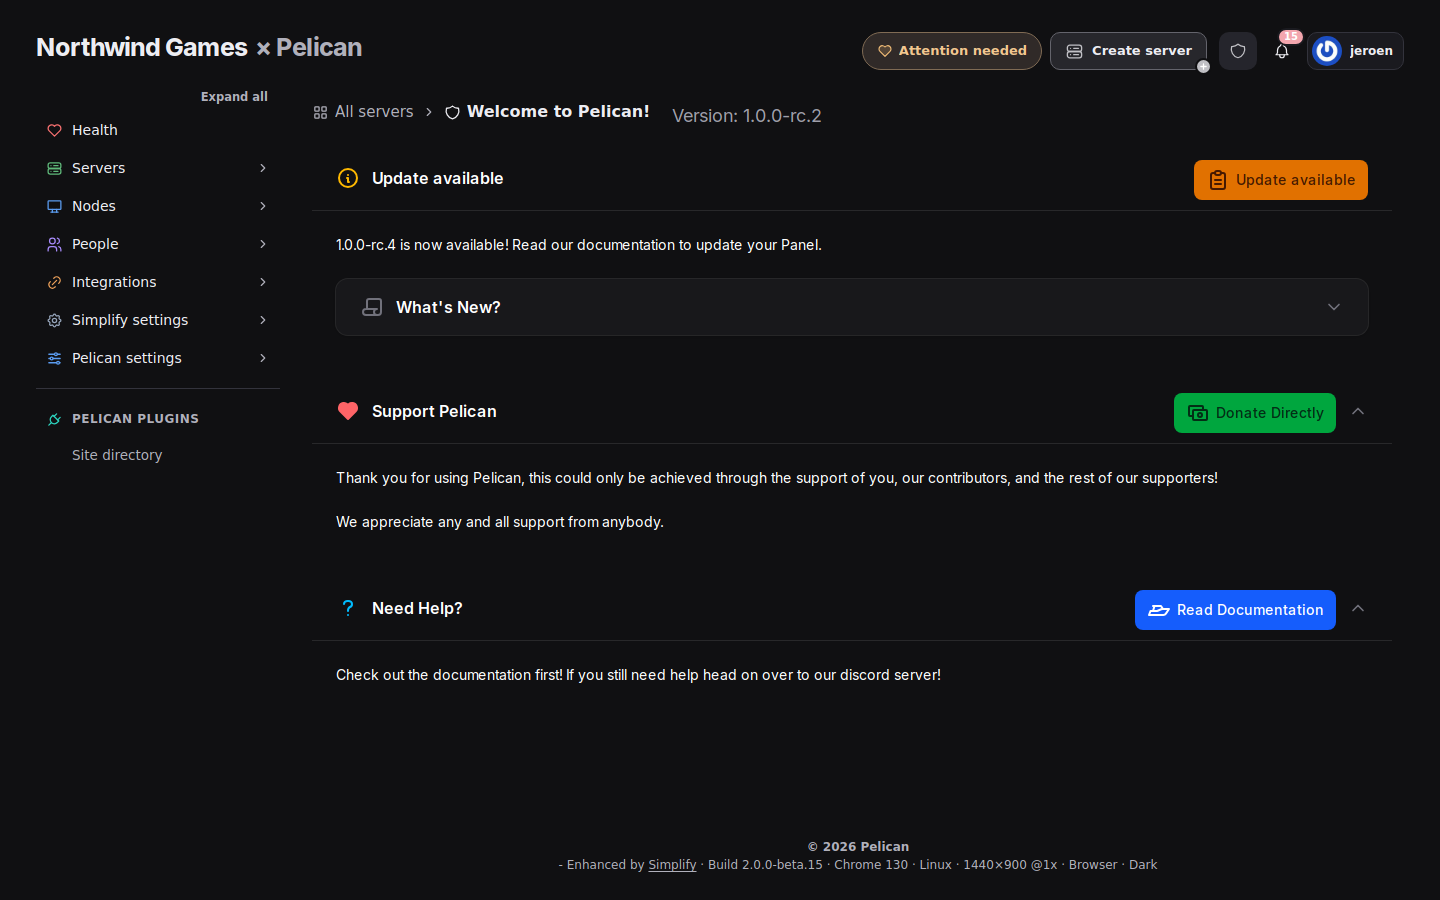 Northwind Games × Pelican
Attention needed
Create server
15
jeroen
Expand all
Health
Servers
Nodes
People
Integrations
Simplify settings
Pelican settings
PELICAN PLUGINS
Site directory
All servers
Welcome to Pelican!
Version: 1.0.0-rc.2
Update available
Update available
1.0.0-rc.4 is now available! Read our documentation to update your Panel.
What's New?
Support Pelican
Donate Directly
Thank you for using Pelican, this could only be achieved through the support of you, our contributors, and the rest of our supporters!
We appreciate any and all support from anybody.
Need Help?
Read Documentation
Check out the documentation first! If you still need help head on over to our discord server!
© 2026 Pelican
- Enhanced by Simplify · Build 2.0.0-beta.15 · Chrome 130 · Linux · 1440×900 @1x · Browser · Dark